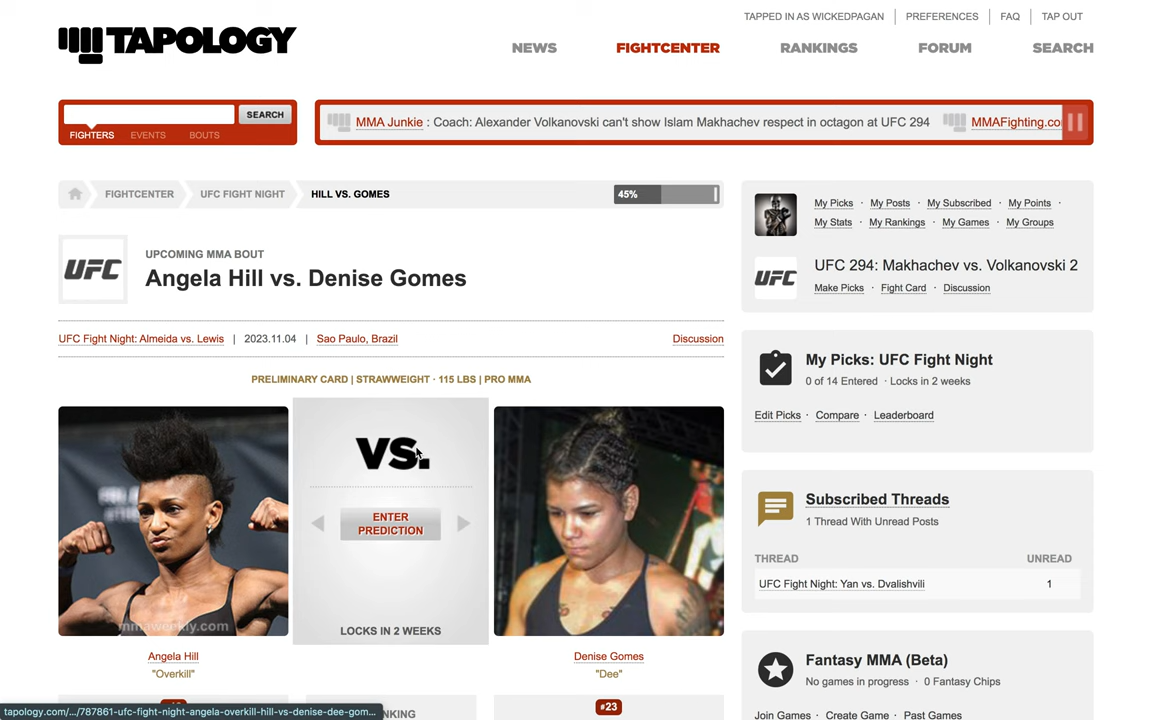 TAPPED IN AS WICKEDPAGAN PREFERENCES FAQ TAP OUT
TAPOLOGY
NEWS FIGHTCENTER RANKINGS FORUM SEARCH
SEARCH
FIGHTERS EVENTS BOUTS
MMA Junkie : Coach: Alexander Volkanovski can't show Islam Makhachev respect in octagon at UFC 294 MMAFighting.co
FIGHTCENTER UFC FIGHT NIGHT HILL VS. GOMES 45%
UFC
UPCOMING MMA BOUT
Angela Hill vs. Denise Gomes
UFC Fight Night: Almeida vs. Lewis | 2023.11.04 | Sao Paulo, Brazil Discussion
PRELIMINARY CARD | STRAWWEIGHT · 115 LBS | PRO MMA
VS.
ENTER
PREDICTION
LOCKS IN 2 WEEKS
mmaweekly.com
Angela Hill
"Overkill"
Denise Gomes
"Dee"
#23
tapology.com/.../787861-ufc-fight-night-angela-overkill-hill-vs-denise-dee-gom...
My Picks · My Posts · My Subscribed · My Points ·
My Stats · My Rankings · My Games · My Groups
UFC
UFC 294: Makhachev vs. Volkanovski 2
Make Picks · Fight Card · Discussion
My Picks: UFC Fight Night
0 of 14 Entered · Locks in 2 weeks
Edit Picks · Compare · Leaderboard
Subscribed Threads
1 Thread With Unread Posts
THREAD UNREAD
UFC Fight Night: Yan vs. Dvalishvili 1
Fantasy MMA (Beta)
No games in progress · 0 Fantasy Chips
Join Games · Create Game · Past Games